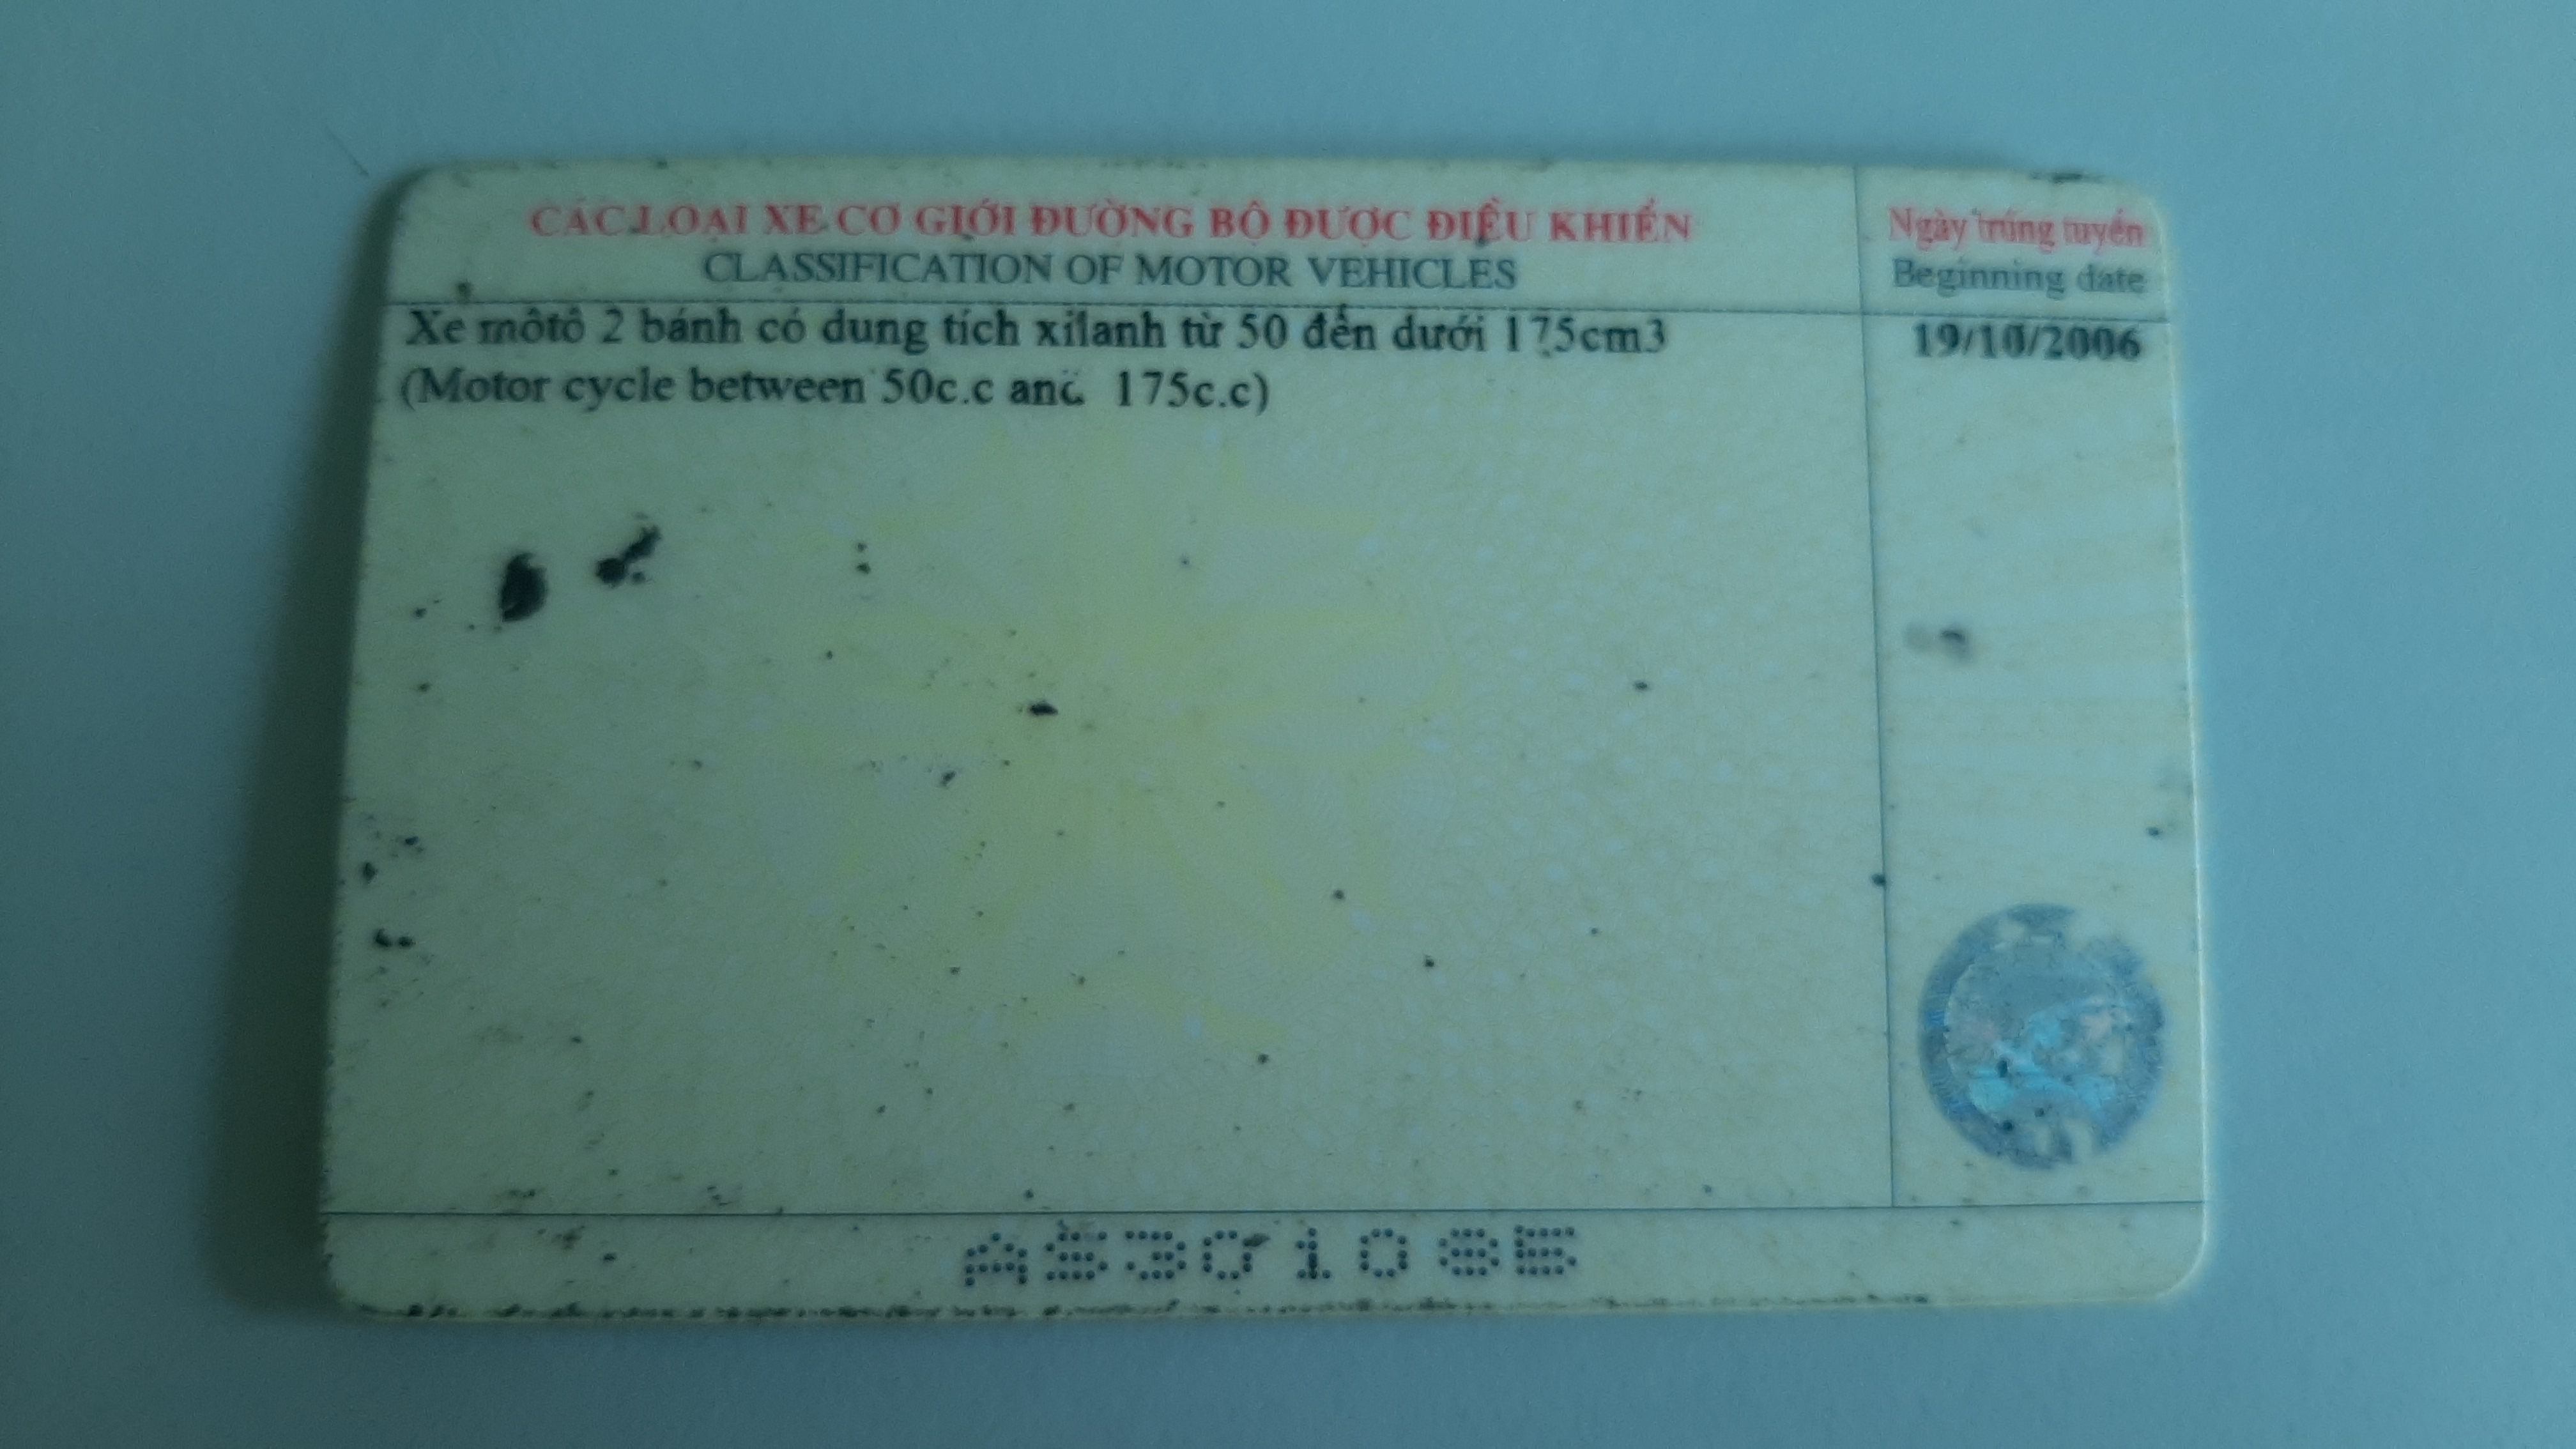 CÁC LOẠI XE CƠ GIỚI ĐƯỜNG BỘ ĐƯỢC ĐIỀU KHIỂN
CLASSIFICATION OF MOTOR VEHICLES
Ngày trúng tuyển
Beginning date
Xe môtô 2 bánh có dung tích xilanh từ 50 đến dưới 175cm3
19/10/2006
(Motor cycle between 50c.c and 175c.c)